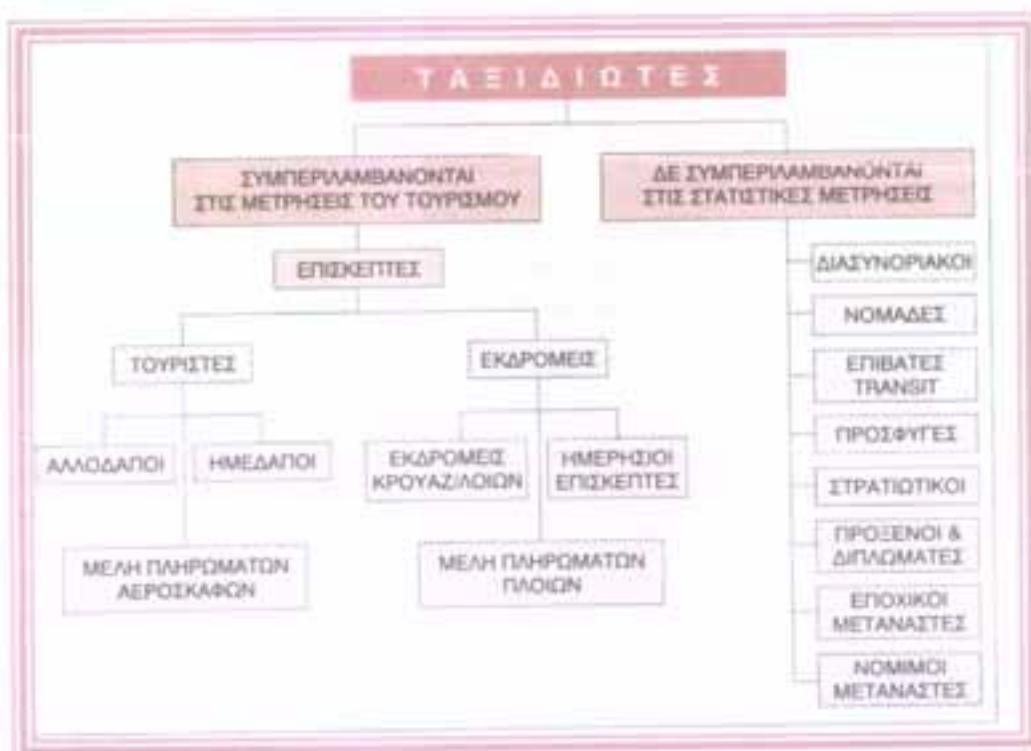 ΤΑΞΙΔΙΩΤΕΣ
ΣΥΜΠΕΡΙΛΑΜΒΑΝΟΝΤΑΙ
ΣΤΙΣ ΜΕΤΡΗΣΕΙΣ ΤΟΥ ΤΟΥΡΙΣΜΟΥ
ΔΕ ΣΥΜΠΕΡΙΛΑΜΒΑΝΟΝΤΑΙ
ΣΤΙΣ ΣΤΑΤΙΣΤΙΚΕΣ ΜΕΤΡΗΣΕΙΣ
ΕΠΙΣΚΕΠΤΕΣ
ΤΟΥΡΙΣΤΕΣ
ΕΚΔΡΟΜΕΙΣ
ΑΛΛΟΔΑΠΟΙ
ΗΜΕΔΑΠΟΙ
ΕΚΔΡΟΜΕΙΣ
ΚΡΟΥΑΖ/ΛΟΙΩΝ
ΗΜΕΡΗΣΙΟΙ
ΕΠΙΣΚΕΠΤΕΣ
ΜΕΛΗ ΠΛΗΡΩΜΑΤΩΝ
ΑΕΡΟΣΚΑΦΩΝ
ΜΕΛΗ ΠΛΗΡΩΜΑΤΩΝ
ΠΛΟΙΩΝ
ΔΙΑΣΥΝΟΡΙΑΚΟΙ
ΝΟΜΑΔΕΣ
ΕΠΙΒΑΤΕΣ
TRANSIT
ΠΡΟΣΦΥΓΕΣ
ΣΤΡΑΤΙΩΤΙΚΟΙ
ΠΡΟΞΕΝΟΙ &
ΔΙΠΛΩΜΑΤΕΣ
ΕΠΟΧΙΚΟΙ
ΜΕΤΑΝΑΣΤΕΣ
ΝΟΜΙΜΟΙ
ΜΕΤΑΝΑΣΤΕΣ